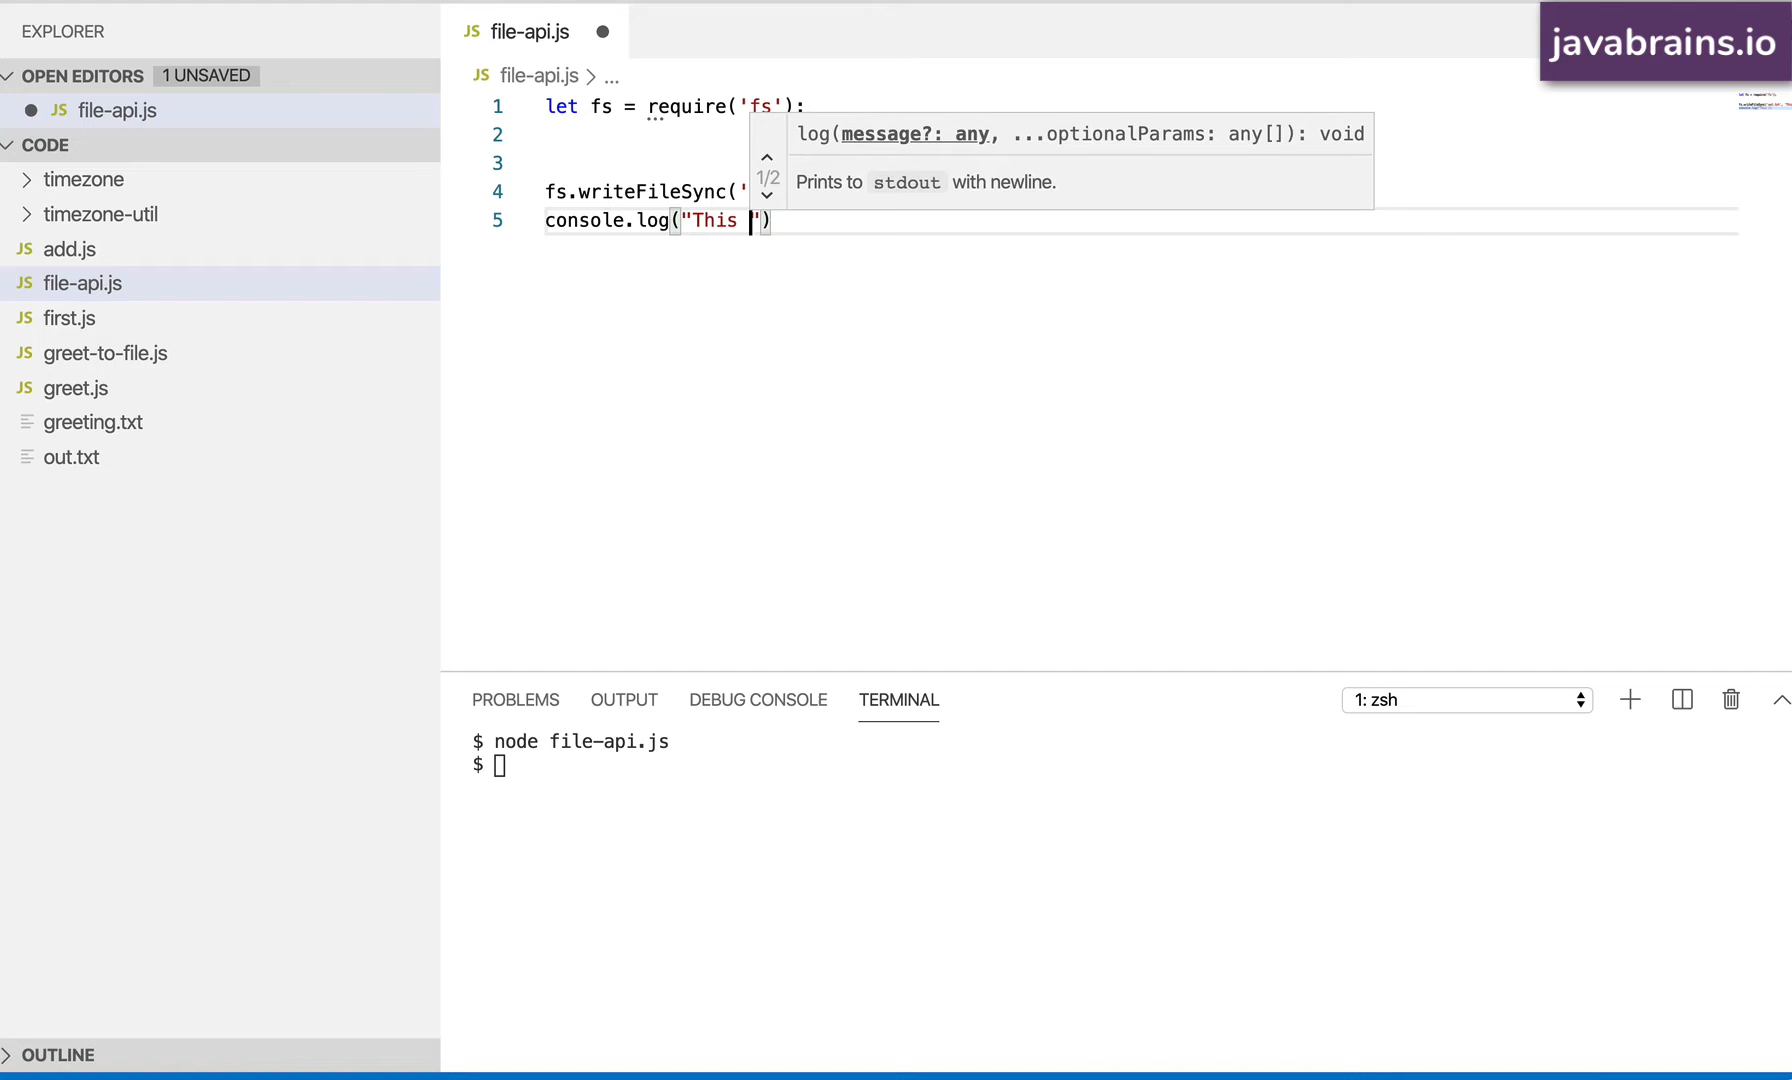 EXPLORER
OPEN EDITORS 1 UNSAVED
JS file-api.js
CODE
timezone
timezone-util
JS add.js
JS file-api.js
JS first.js
JS greet-to-file.js
JS greet.js
greeting.txt
out.txt
OUTLINE
JS file-api.js
javabrains.io
JS file-api.js > ...
1 let fs = require('fs');
2
3
4 fs.writeFileSync('
5 console.log("This ")
log(message?: any, ...optionalParams: any[]): void
1/2
Prints to stdout with newline.
PROBLEMS OUTPUT DEBUG CONSOLE TERMINAL 1: zsh
$ node file-api.js
$